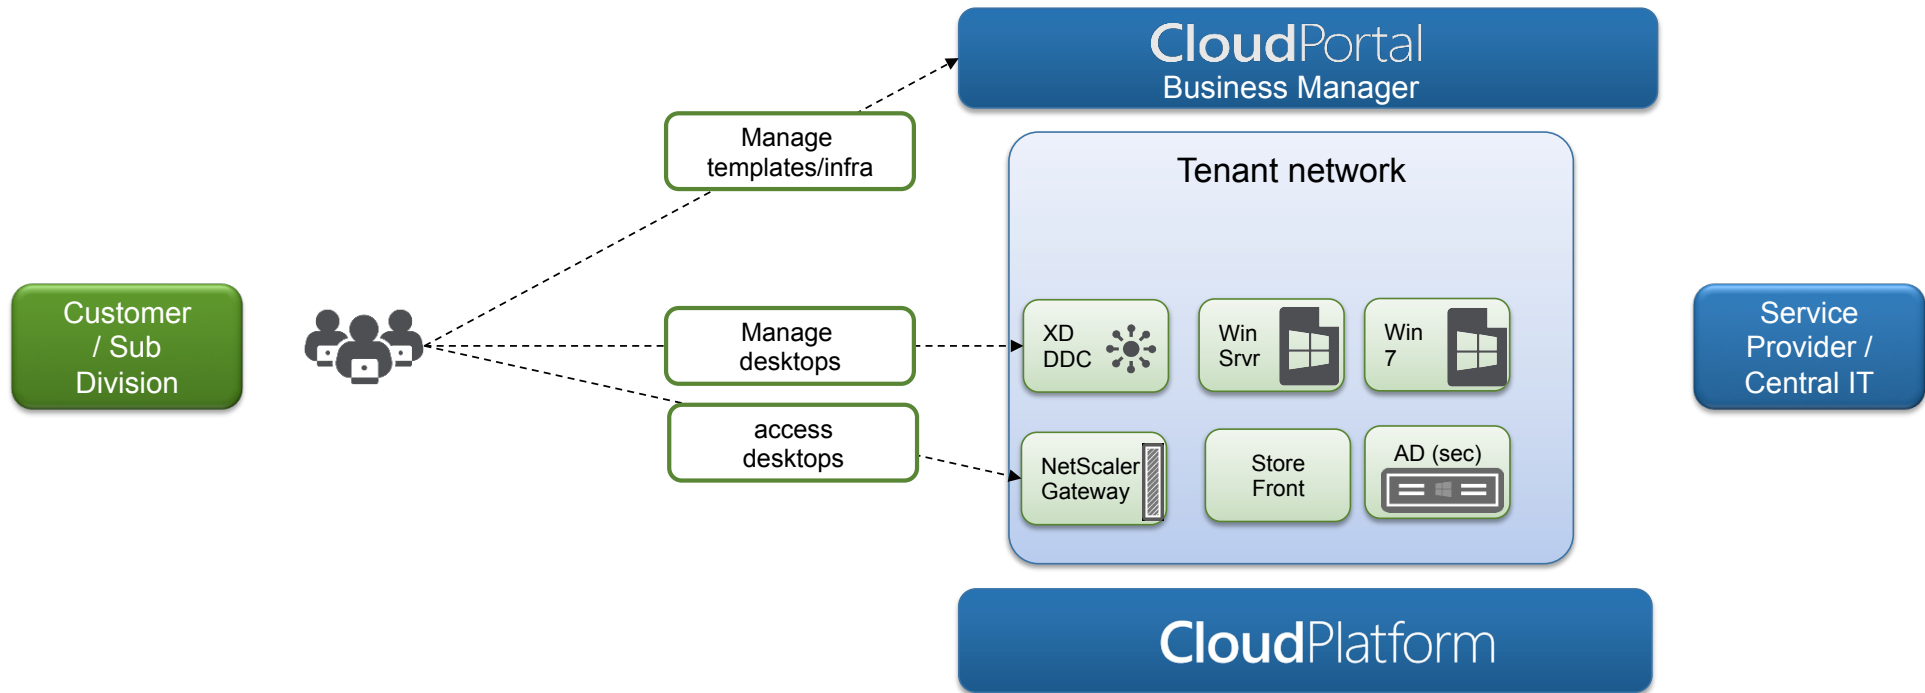 CloudPortal
Business Manager
Manage
templates/infra
Tenant network
Customer
/ Sub
Division
Manage
desktops
XD
DDC
Win
Srvr
Win
7
Service
Provider /
Central IT
access
desktops
NetScaler
Gateway
Store
Front
AD (sec)
CloudPlatform